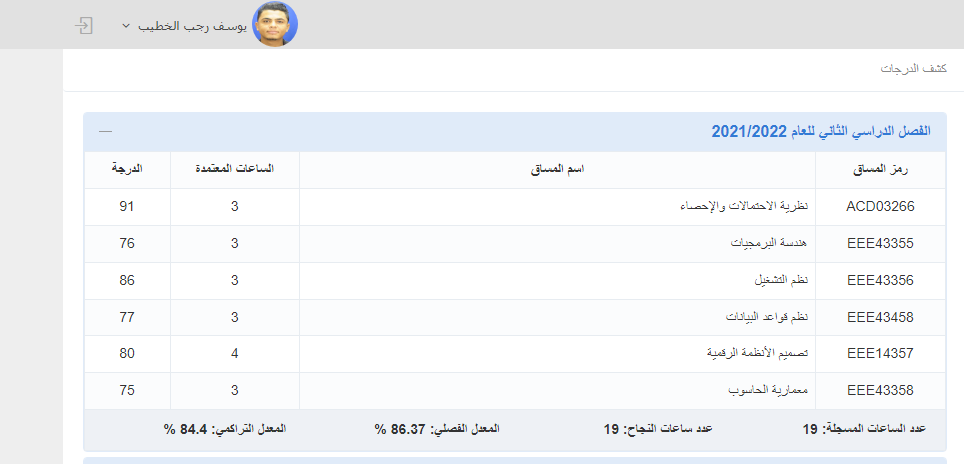 يوسف رجب الخطيب
كشف الدرجات
الفصل الدراسي الثاني للعام 2021/2022
رمز المساق اسم المساق الساعات المعتمدة الدرجة
ACD03266 نظرية الاحتمالات والإحصاء 3 91
EEE43355 هندسة البرمجيات 3 76
EEE43356 نظم التشغيل 3 86
EEE43458 نظم قواعد البيانات 3 77
EEE14357 تصميم الأنظمة الرقمية 4 80
EEE43358 معمارية الحاسوب 3 75
عدد الساعات المسجلة: 19 عدد ساعات النجاح: 19 المعدل الفصلي: 86.37 % المعدل التراكمي: 84.4 %